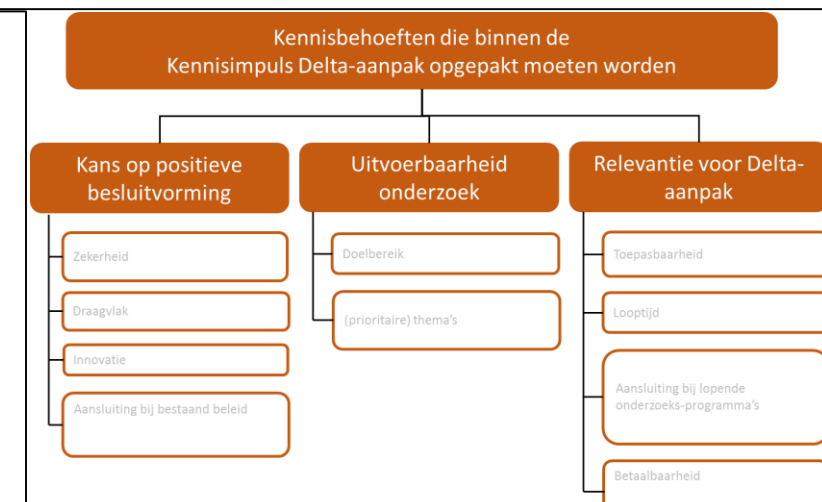 Kennisbehoeften die binnen de
Kennisimpuls Delta-aanpak opgepakt moeten worden
Kans op positieve
besluitvorming
Zekerheid
Draagvlak
Innovatie
Aansluiting bij bestaand beleid
Uitvoerbaarheid
onderzoek
Doelbereik
(prioritaire) thema's
Relevantie voor Delta-
aanpak
Toepasbaarheid
Looptijd
Aansluiting bij lopende
onderzoeks-programma's
Betaalbaarheid